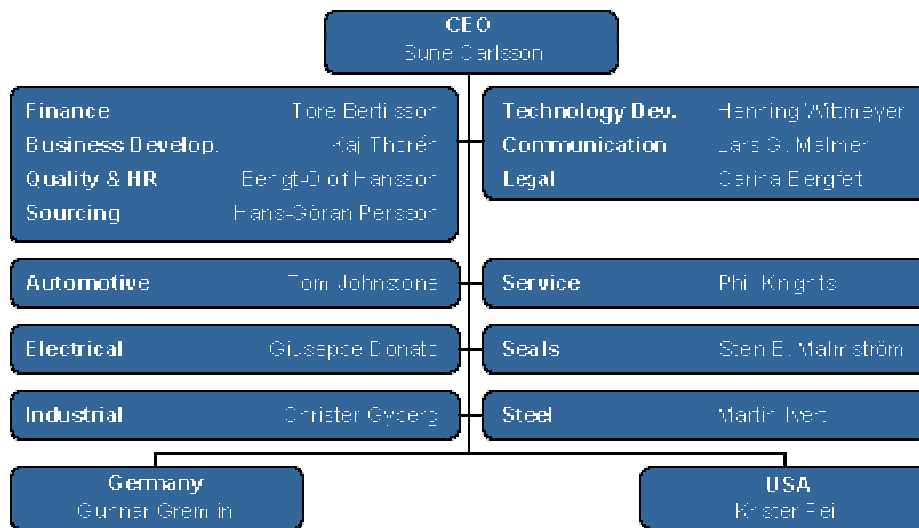 CEO
Sune Carlsson
Finance Tore Bertilsson
Business Develop. Kaj Thorén
Quality & HR Bengt-Olof Hansson
Sourcing Hans-Göran Persson
Technology Dev. Henning Wittmeyer
Communication Lars G. Malmer
Legal Carina Bergfelt
Automotive Tom Johnstone
Service Phil Knights
Electrical Giuseppe Donato
Seals Sten E. Malmström
Industrial Christer Gyberg
Steel Martin Ivert
Germany
Gunnar Gremlin
USA
Krister